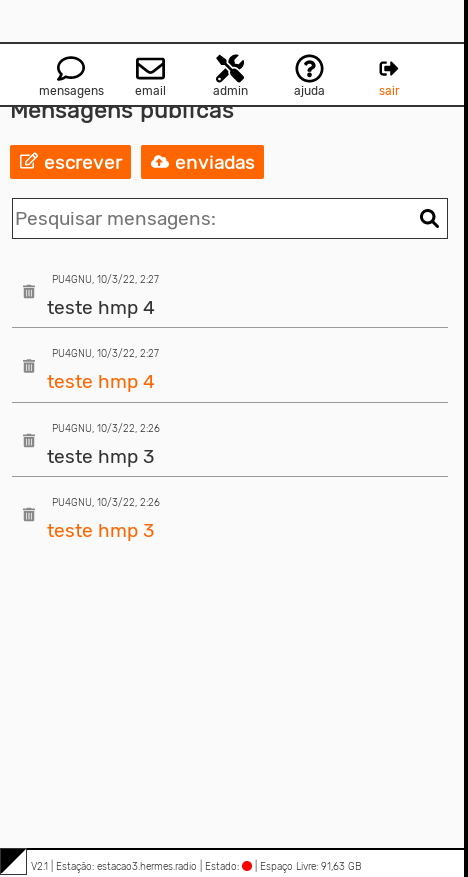 mensagens email admin ajuda sair
Mensagens públicas
escrever enviadas
Pesquisar mensagens:
PU4GNU, 10/3/22, 2:27
teste hmp 4
PU4GNU, 10/3/22, 2:27
teste hmp 4
PU4GNU, 10/3/22, 2:26
teste hmp 3
PU4GNU, 10/3/22, 2:26
teste hmp 3
V2.1 | Estação: estacao3.hermes.radio | Estado: | Espaço Livre: 91,63 GB